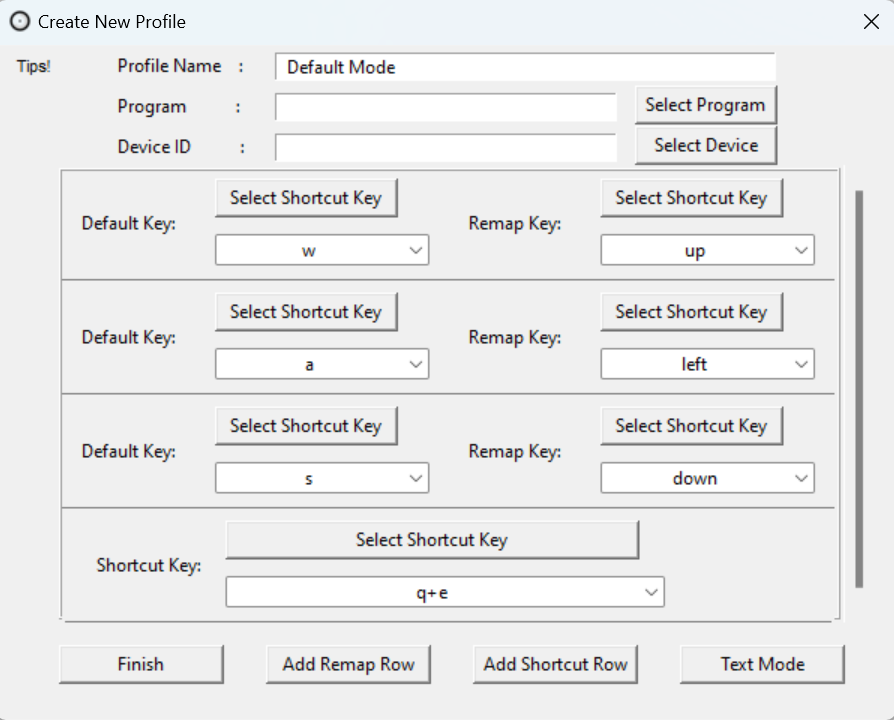 Create New Profile
Tips!
Profile Name :
Default Mode
Program :
Select Program
Device ID :
Select Device
Default Key:
Select Shortcut Key
w
Remap Key:
Select Shortcut Key
up
Default Key:
Select Shortcut Key
a
Remap Key:
Select Shortcut Key
left
Default Key:
Select Shortcut Key
s
Remap Key:
Select Shortcut Key
down
Shortcut Key:
Select Shortcut Key
q+e
Finish
Add Remap Row
Add Shortcut Row
Text Mode